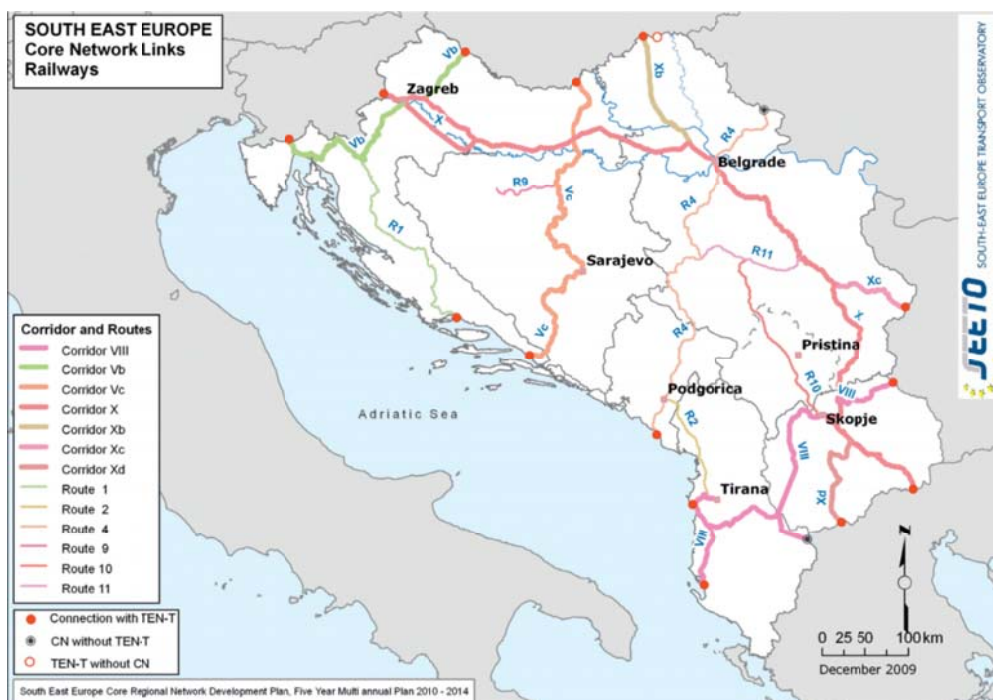 SOUTH EAST EUROPE
Core Network Links
Railways
Vb
Zagreb
X
Vb
Xb
R4
Belgrade
R9
Vc
R4
R1
R11
Sarajevo
Xc
Vc
R4
X
Pristina
R10
Podgorica
R2
VIII
Skopje
VIII
Tirana
Xd
VIII
Adriatic Sea
Corridor and Routes
Corridor VIII
Corridor Vb
Corridor Vc
Corridor X
Corridor Xb
Corridor Xc
Corridor Xd
Route 1
Route 2
Route 4
Route 9
Route 10
Route 11
Connection with TEN-T
CN without TEN-T
TEN-T without CN
N
0 25 50 100 km
December 2009
South East Europe Core Regional Network Development Plan, Five Year Multi annual Plan 2010 - 2014
SEETO
SOUTH-EAST EUROPE TRANSPORT OBSERVATORY